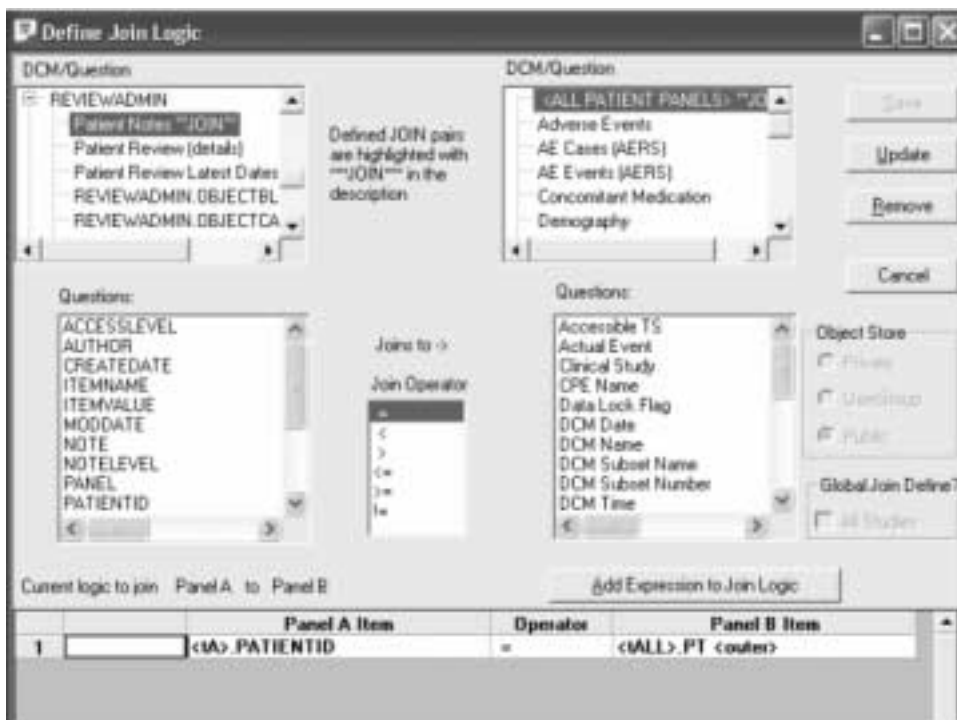 Define Join Logic
DCM/Question
REVIEWADMIN
Patient Notes **JOIN**
Patient Review (details)
Patient Review Latest Dates
REVIEWADMIN.OBJECTBL
REVIEWADMIN.OBJECTCA
Defined JOIN pairs
are highlighted with
***JOIN*** in the
description
DCM/Question
<ALL PATIENT PANELS> **JO
Adverse Events
AE Cases (AERS)
AE Events (AERS)
Concomitant Medication
Demography
Save
Update
Remove
Cancel
Questions:
ACCESSLEVEL
AUTHOR
CREATEDATE
ITEMNAME
ITEMVALUE
MODDATE
NOTE
NOTELEVEL
PANEL
PATIENTID
Joins to ->
Join Operator
=
<
>
<=
>=
!=
Questions:
Accessible TS
Actual Event
Clinical Study
CPE Name
Data Lock Flag
DCM Date
DCM Name
DCM Subset Name
DCM Subset Number
DCM Time
Object Store
Private
UserGroup
Public
Global Join Define?
All Studies
Current logic to join Panel A to Panel B
Add Expression to Join Logic
Panel A Item Operator Panel B Item
1 <tA>.PATIENTID = <tALL>.PT <outer>